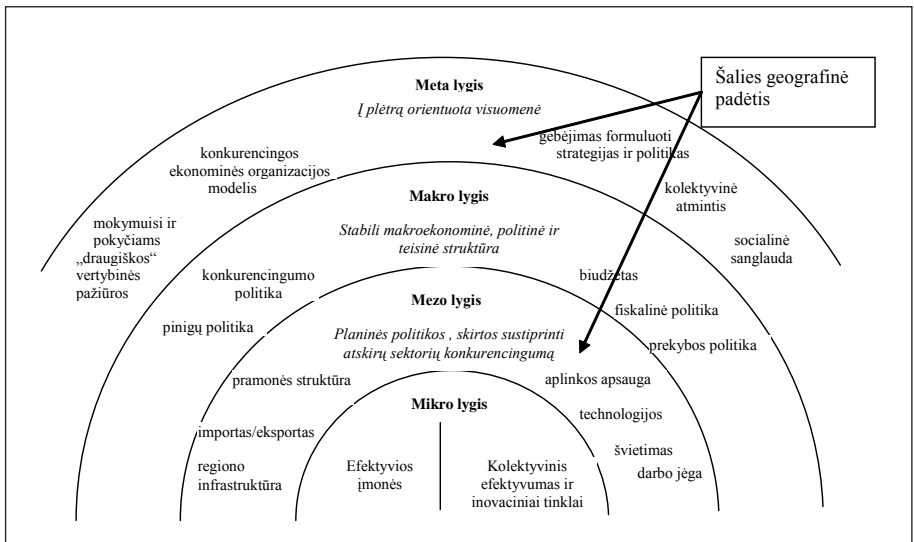 Šalies geografinė
padėtis
Meta lygis
Į plėtrą orientuota visuomenė
gebėjimas formuluoti
strategijas ir politikas
konkurencingos
ekonominės organizacijos
modelis
kolektyvinė
atmintis
mokymuisi ir
pokyčiams
„draugiškos“
vertybinės
pažiūros
socialinė
sanglauda
Makro lygis
Stabili makroekonominė, politinė ir
teisinė struktūra
konkurencingumo
politika
biudžetas
pinigų politika
fiskalinė politika
prekybos politika
Mezo lygis
Planinės politikos , skirtos sustiprinti
atskirų sektorių konkurencingumą
pramonės struktūra
aplinkos apsauga
technologijos
importas/eksportas
švietimas
darbo jėga
regiono
infrastruktūra
Mikro lygis
Efektyvios
įmonės
Kolektyvinis
efektyvumas ir
inovaciniai tinklai